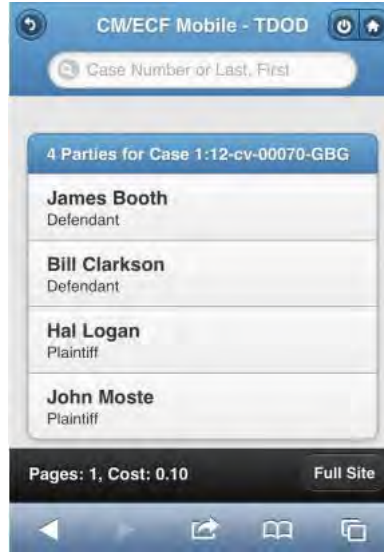 CM/ECF Mobile - TDOD
Case Number or Last, First
4 Parties for Case 1:12-cv-00070-GBG
James Booth
Defendant
Bill Clarkson
Defendant
Hal Logan
Plaintiff
John Moste
Plaintiff
Pages: 1, Cost: 0.10 Full Site